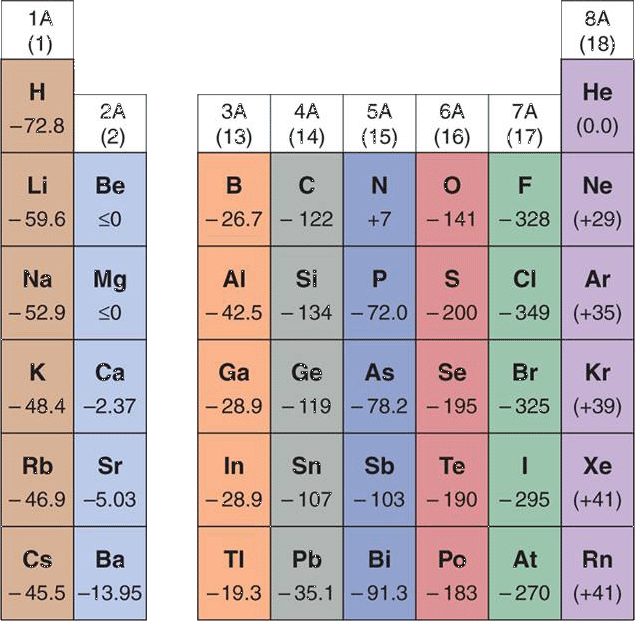 1A 8A
(1) (18)
H He
2A 3A 4A 5A 6A 7A
−72.8 (2) (13) (14) (15) (16) (17) (0.0)
Li Be B C N O F Ne
−59.6 ≤0 −26.7 −122 +7 −141 −328 (+29)
Na Mg Al Si P S Cl Ar
−52.9 ≤0 −42.5 −134 −72.0 −200 −349 (+35)
K Ca Ga Ge As Se Br Kr
−48.4 −2.37 −28.9 −119 −78.2 −195 −325 (+39)
Rb Sr In Sn Sb Te I Xe
−46.9 −5.03 −28.9 −107 −103 −190 −295 (+41)
Cs Ba Tl Pb Bi Po At Rn
−45.5 −13.95 −19.3 −35.1 −91.3 −183 −270 (+41)